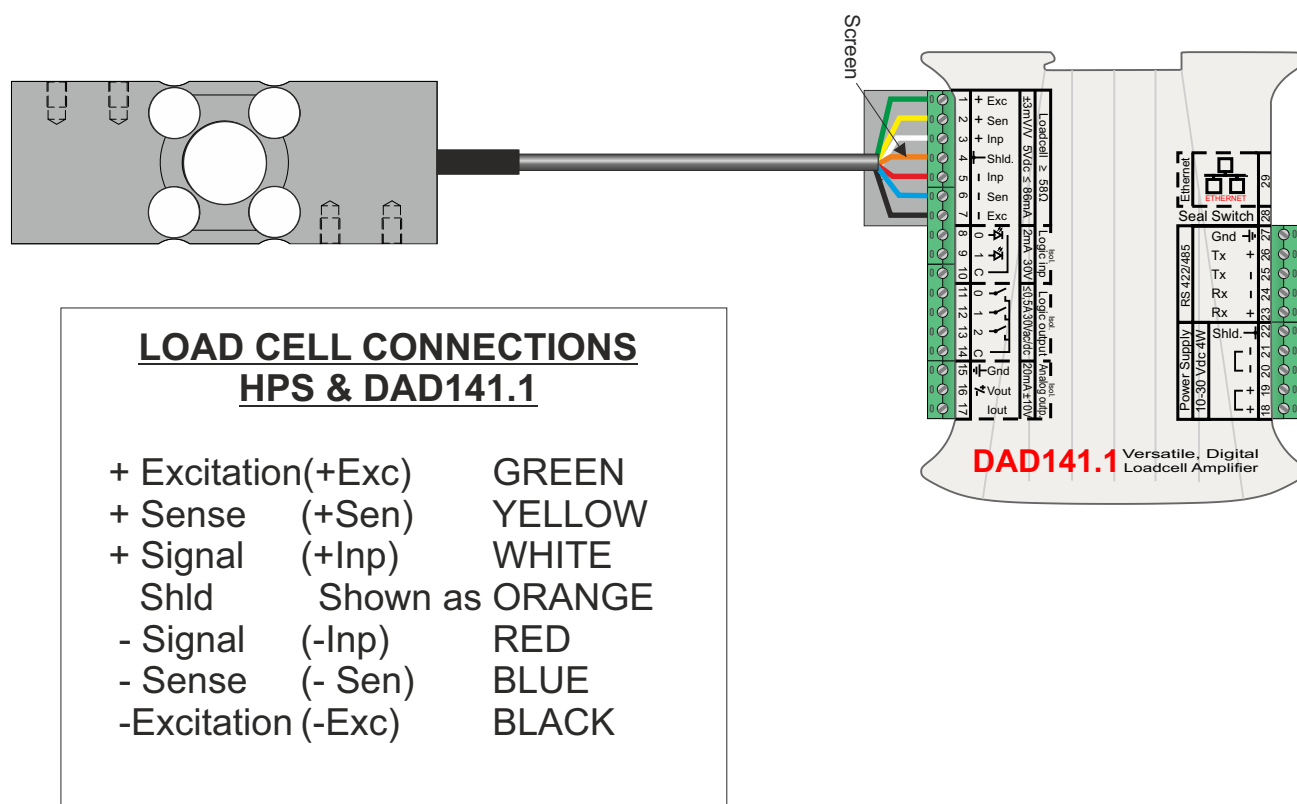 Screen
1 + Exc
2 + Sen
3 + Inp
4 Shld.
5 - Inp
6 - Sen
7 - Exc
±3mV/V 5Vdc ≤ 86mA
Loadcell ≥ 58Ω
8 0
9 1
10 C
2mA 30V
Logic inp
Isol.
11 0
12 1
13 2
14 C
≤0,5A 30Vac/dc
Logic output
Isol.
15 Gnd
16 Vout
17 Iout
20mA ±10V
Analog outp.
Isol.
Ethernet
ETHERNET
29
Seal Switch 28
RS 422/485
Gnd 27
Tx + 26
Tx - 25
Rx - 24
Rx + 23
Power Supply
10-30 Vdc 4W
Shld. 22
- 21
- 20
+ 19
+ 18
DAD141.1 Versatile, Digital
Loadcell Amplifier
LOAD CELL CONNECTIONS
HPS & DAD141.1
+ Excitation(+Exc) GREEN
+ Sense (+Sen) YELLOW
+ Signal (+Inp) WHITE
Shld Shown as ORANGE
- Signal (-Inp) RED
- Sense (- Sen) BLUE
-Excitation (-Exc) BLACK